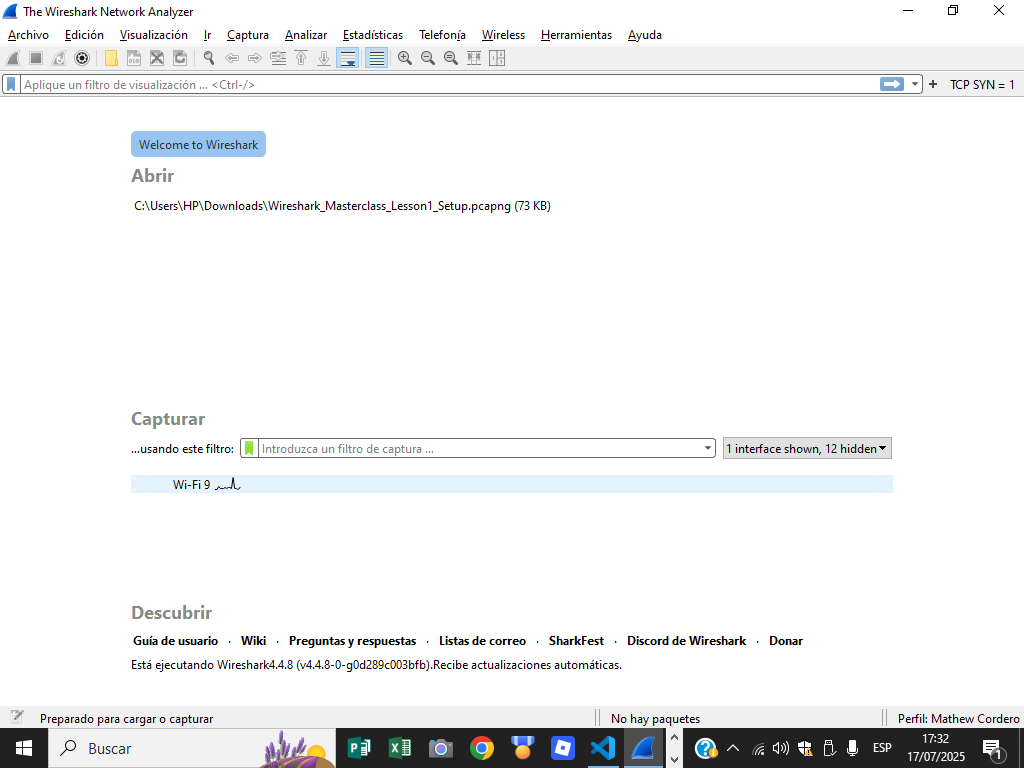 The Wireshark Network Analyzer
Archivo Edición Visualización Ir Captura Analizar Estadísticas Telefonía Wireless Herramientas Ayuda
Aplique un filtro de visualización ... <Ctrl-/> + TCP SYN = 1
Welcome to Wireshark
Abrir
C:\Users\HP\Downloads\Wireshark_Masterclass_Lesson1_Setup.pcapng (73 KB)
Capturar
...usando este filtro: Introduzca un filtro de captura ... 1 interface shown, 12 hidden
Wi-Fi 9
Descubrir
Guía de usuario · Wiki · Preguntas y respuestas · Listas de correo · SharkFest · Discord de Wireshark · Donar
Está ejecutando Wireshark4.4.8 (v4.4.8-0-g0d289c003bfb).Recibe actualizaciones automáticas.
Preparado para cargar o capturar No hay paquetes Perfil: Mathew Cordero
Buscar ESP 17:32
17/07/2025 1